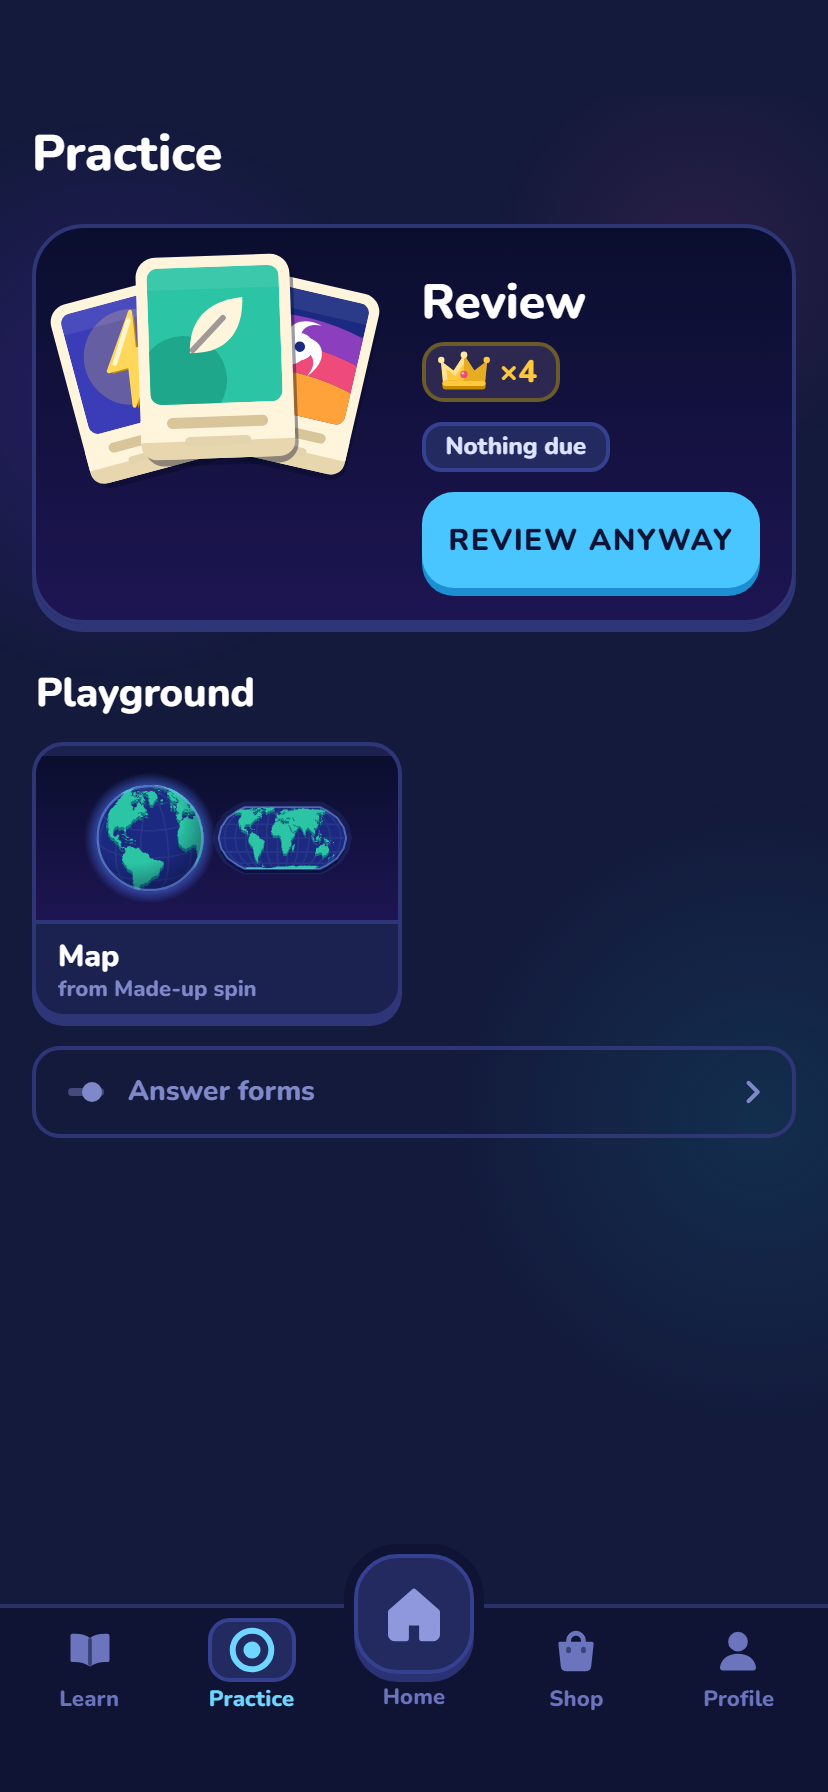 Practice
Review
×4
Nothing due
REVIEW ANYWAY
Playground
Map
from Made-up spin
Answer forms
Learn
Practice
Home
Shop
Profile